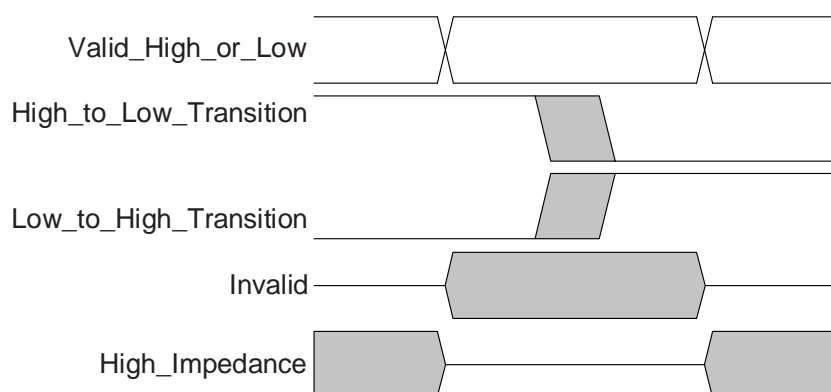 Valid_High_or_Low
High_to_Low_Transition
Low_to_High_Transition
Invalid
High_Impedance